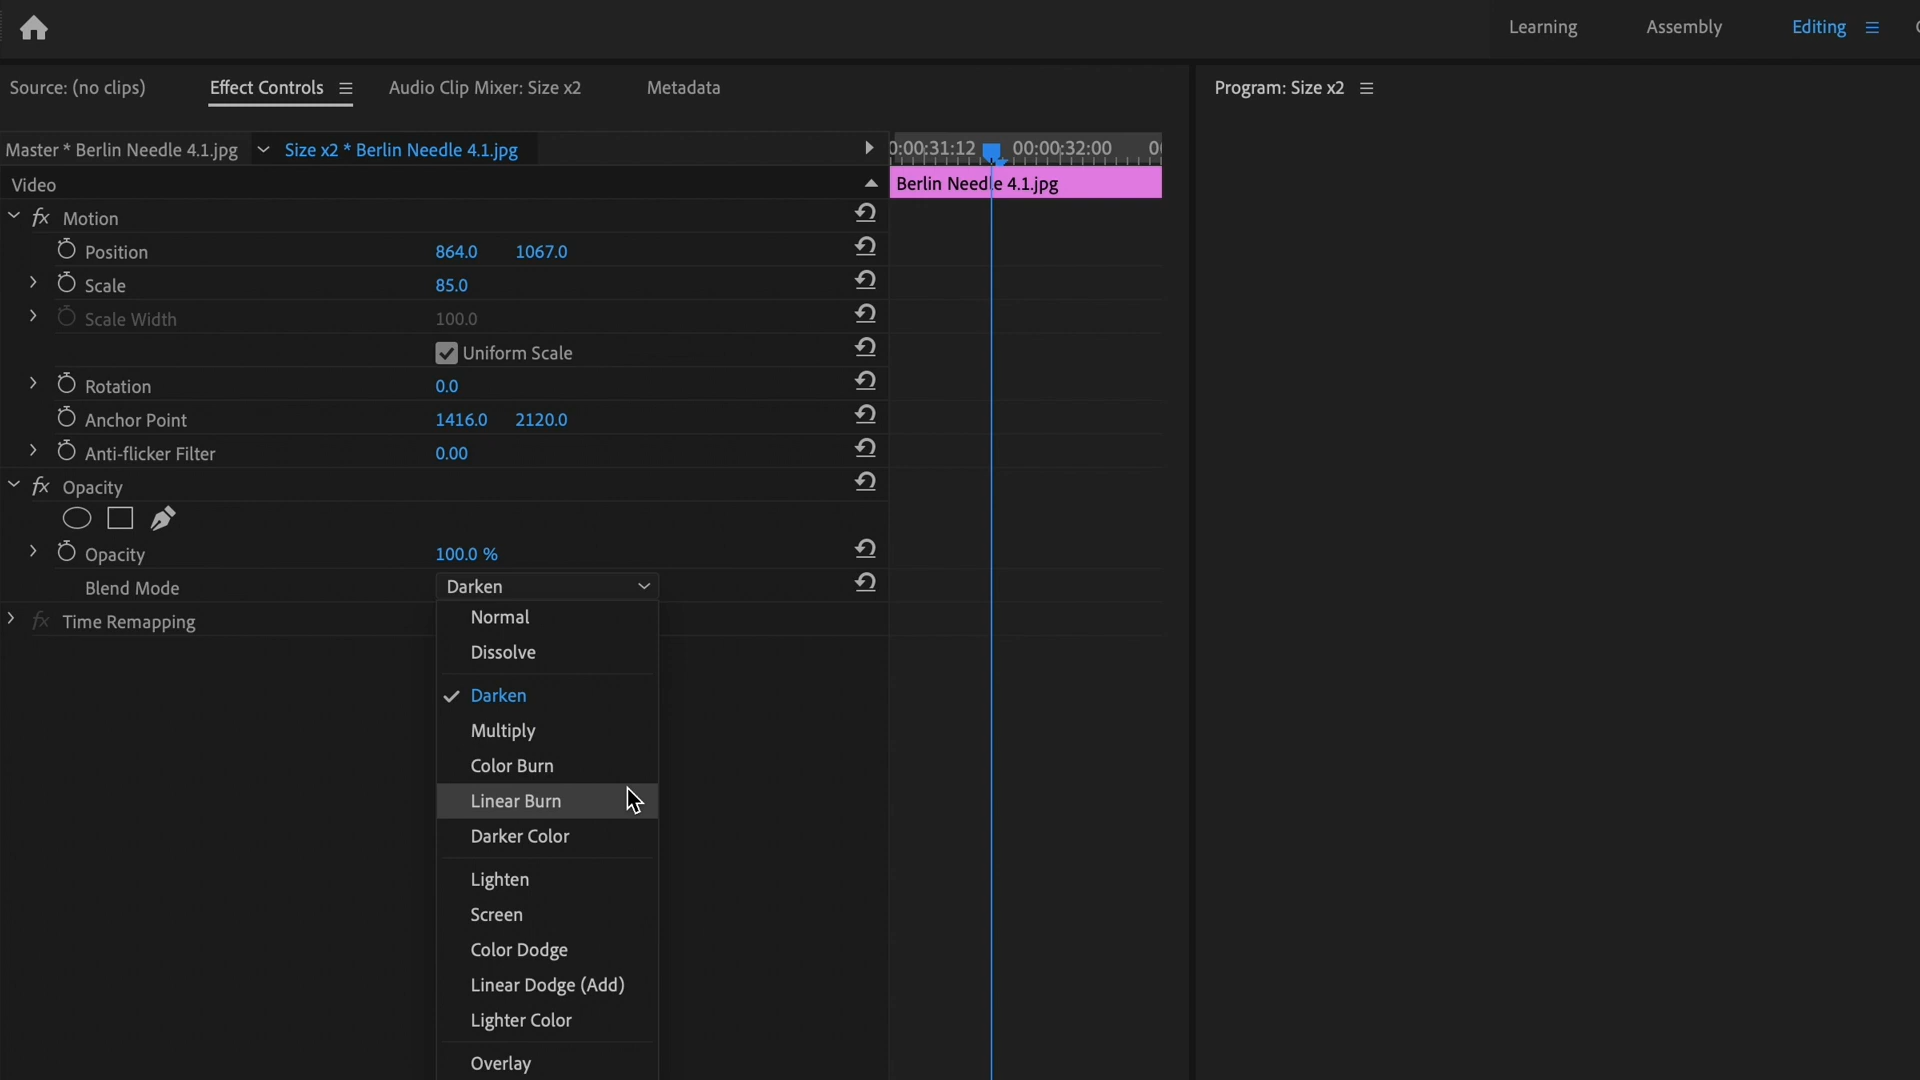 Learning Assembly Editing
Source: (no clips) Effect Controls Audio Clip Mixer: Size x2 Metadata Program: Size x2
Master * Berlin Needle 4.1.jpg Size x2 * Berlin Needle 4.1.jpg 0:00:31:12 00:00:32:00
Video Berlin Needle 4.1.jpg
fx Motion
Position 864.0 1067.0
Scale 85.0
Scale Width 100.0
Uniform Scale
Rotation 0.0
Anchor Point 1416.0 2120.0
Anti-flicker Filter 0.00
fx Opacity
Opacity 100.0 %
Blend Mode Darken
fx Time Remapping
Normal
Dissolve
Darken
Multiply
Color Burn
Linear Burn
Darker Color
Lighten
Screen
Color Dodge
Linear Dodge (Add)
Lighter Color
Overlay